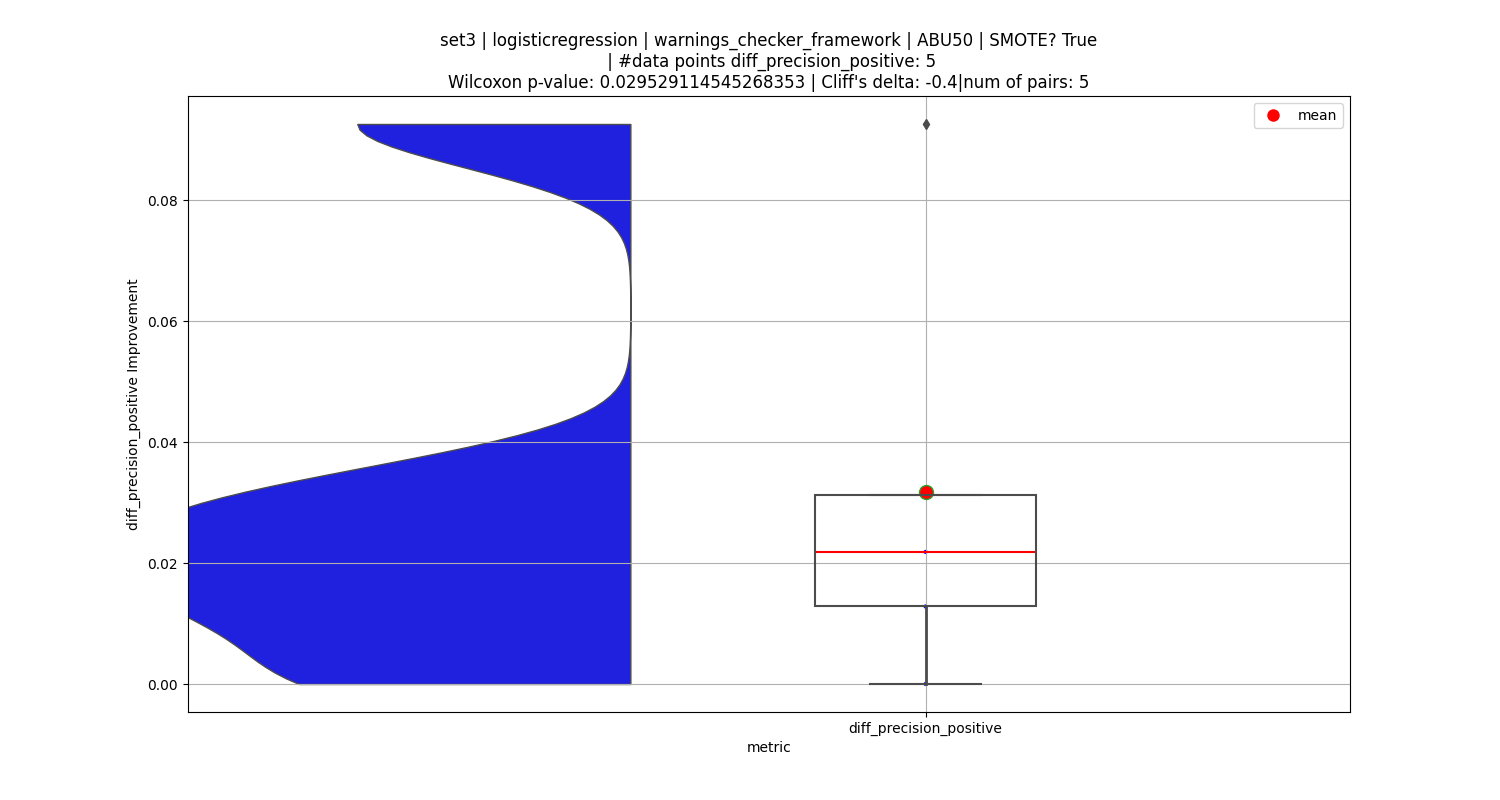 set3 | logisticregression | warnings_checker_framework | ABU50 | SMOTE? True
| #data points diff_precision_positive: 5
Wilcoxon p-value: 0.029529114545268353 | Cliff's delta: -0.4|num of pairs: 5
mean
0.08
0.06
0.04
0.02
0.00
diff_precision_positive Improvement
diff_precision_positive
metric